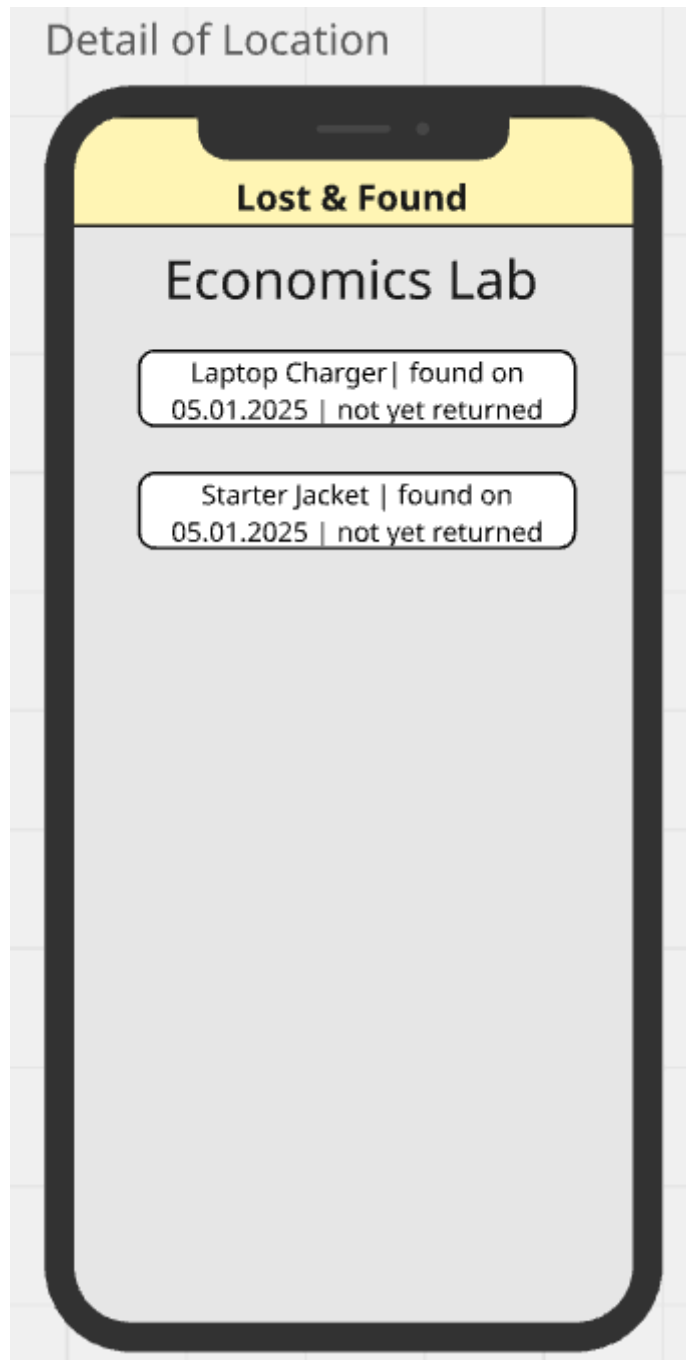 Detail of Location
Lost & Found
Economics Lab
Laptop Charger| found on
05.01.2025 | not yet returned
Starter Jacket | found on
05.01.2025 | not yet returned